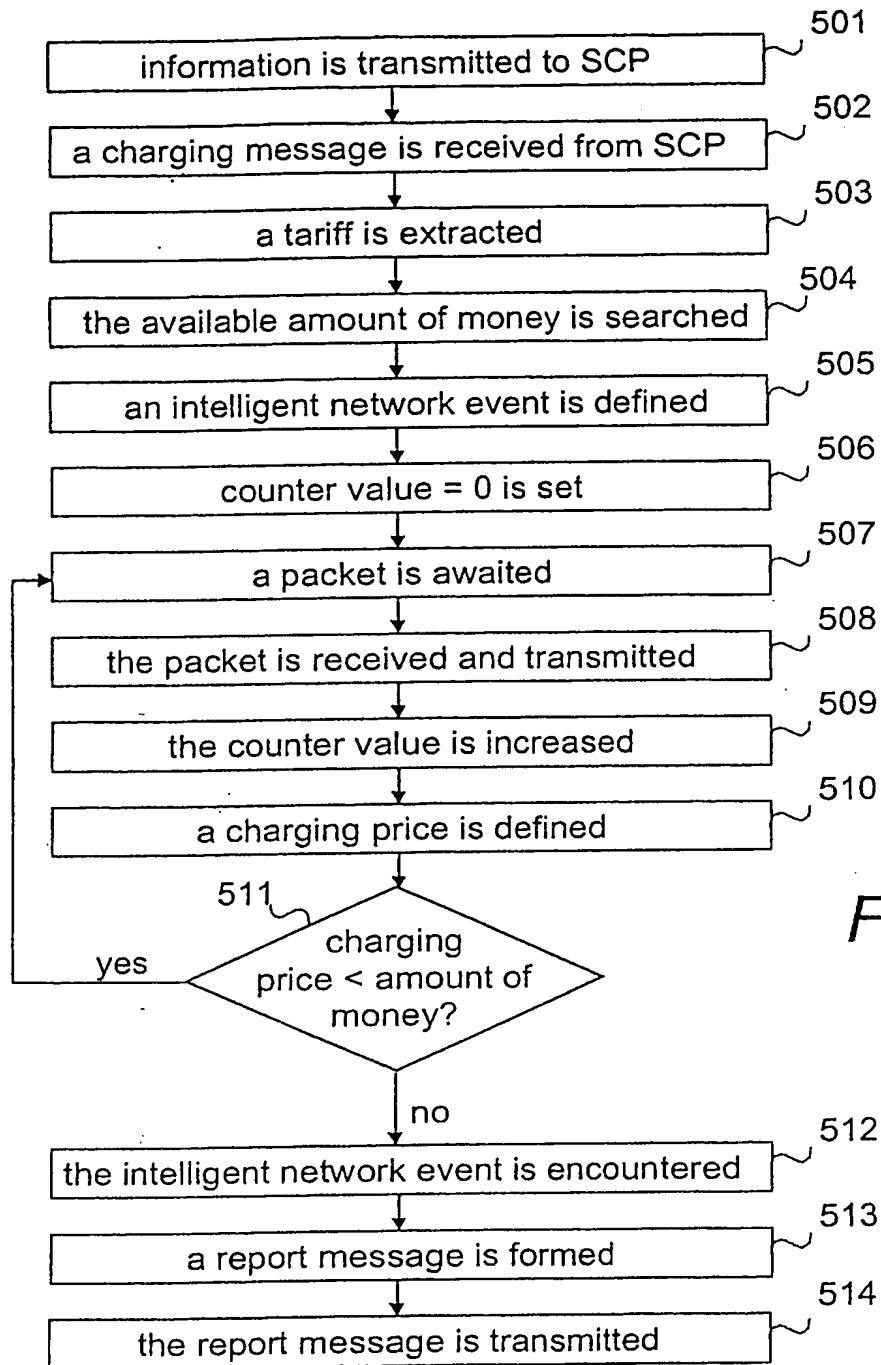 501
information is transmitted to SCP
502
a charging message is received from SCP
503
a tariff is extracted
504
the available amount of money is searched
505
an intelligent network event is defined
506
counter value = 0 is set
507
a packet is awaited
508
the packet is received and transmitted
509
the counter value is increased
510
a charging price is defined
511
charging
price < amount of
money?
yes
no
F
512
the intelligent network event is encountered
513
a report message is formed
514
the report message is transmitted